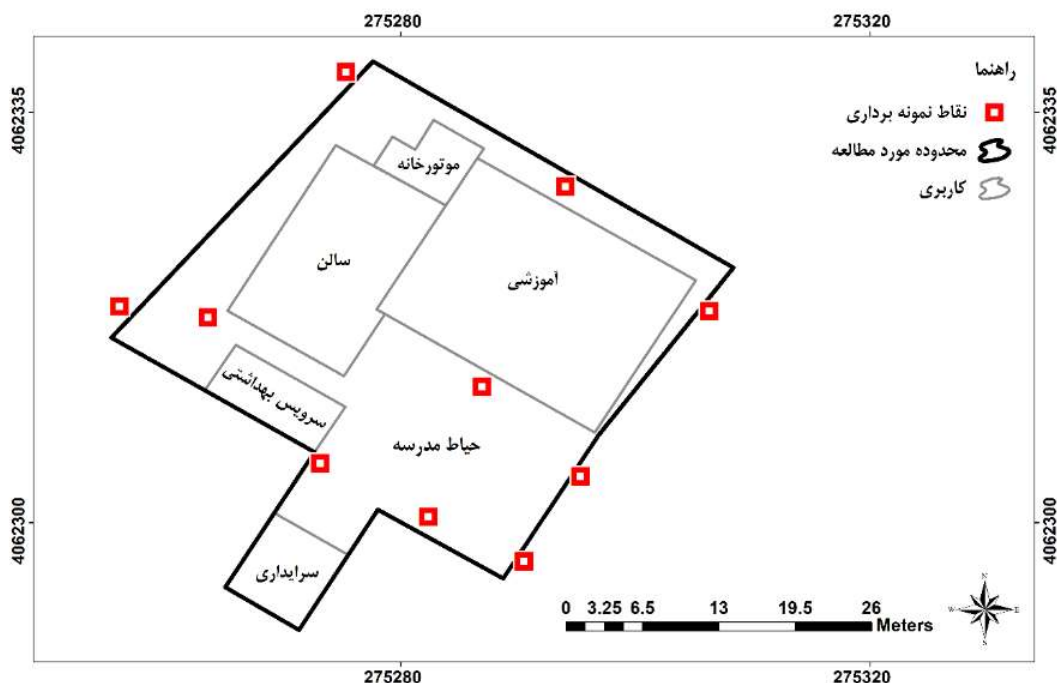 275280
275320
4062335
4062335
راهنما
نقاط نمونه برداری
محدوده مورد مطالعه
کاربری
موتورخانه
سالن
آموزشی
سرویس بهداشتی
حیاط مدرسه
سرایداری
4062300
4062300
N
W
E
S
0 3.25 6.5 13 19.5 26
Meters
275280
275320